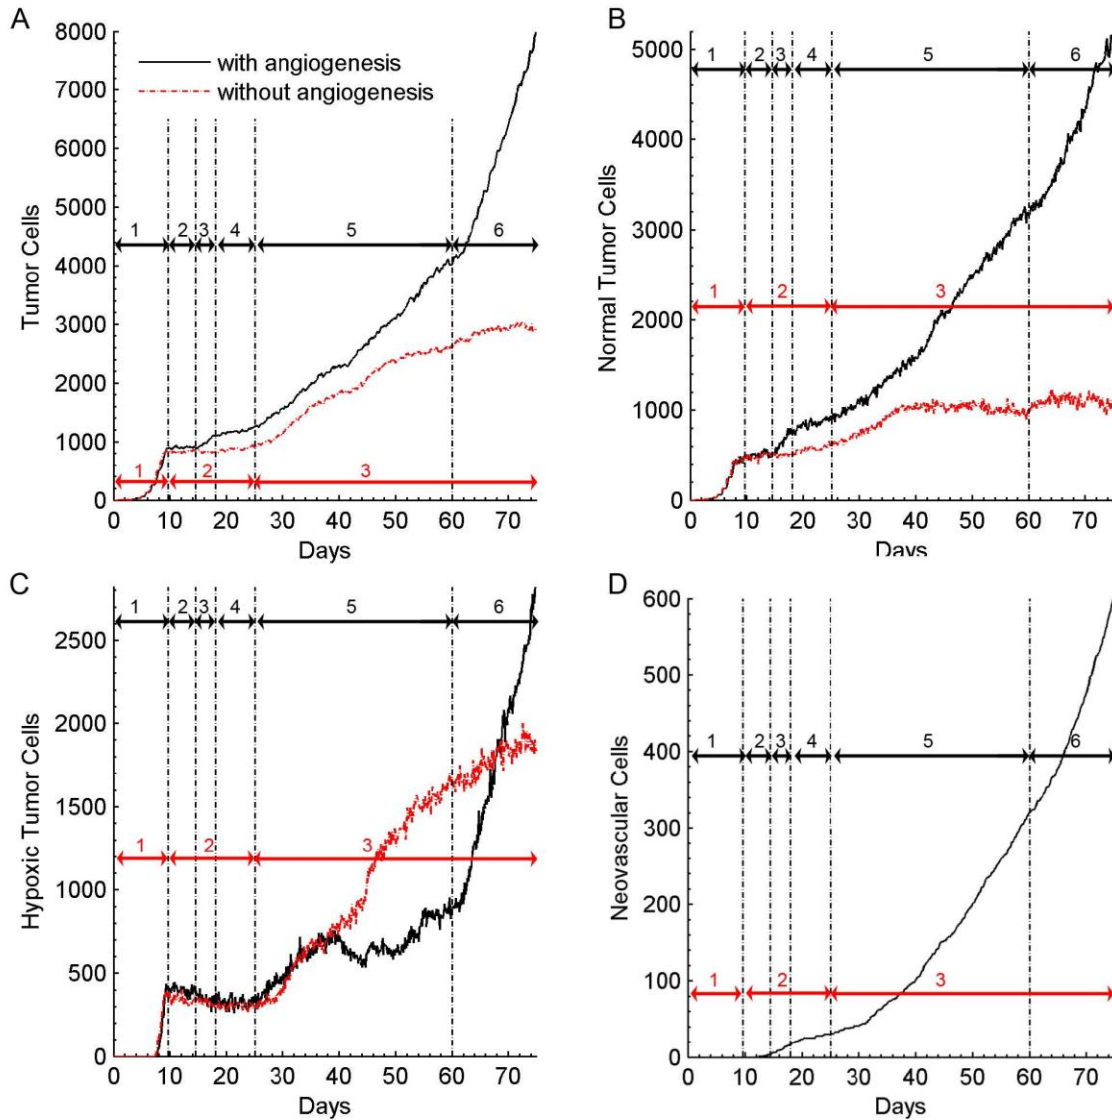 A
8000
7000
6000
5000
4000
3000
2000
1000
0
Tumor Cells
with angiogenesis
without angiogenesis
1 2 3 4 5 6
1 2 3
0 10 20 30 40 50 60 70
Days
B
5000
4000
3000
2000
1000
0
Normal Tumor Cells
1 2 3 4 5 6
1 2 3
0 10 20 30 40 50 60 70
Days
C
2500
2000
1500
1000
500
0
Hypoxic Tumor Cells
1 2 3 4 5 6
1 2 3
0 10 20 30 40 50 60 70
Days
D
600
500
400
300
200
100
0
Neovascular Cells
1 2 3 4 5 6
1 2 3
0 10 20 30 40 50 60 70
Days